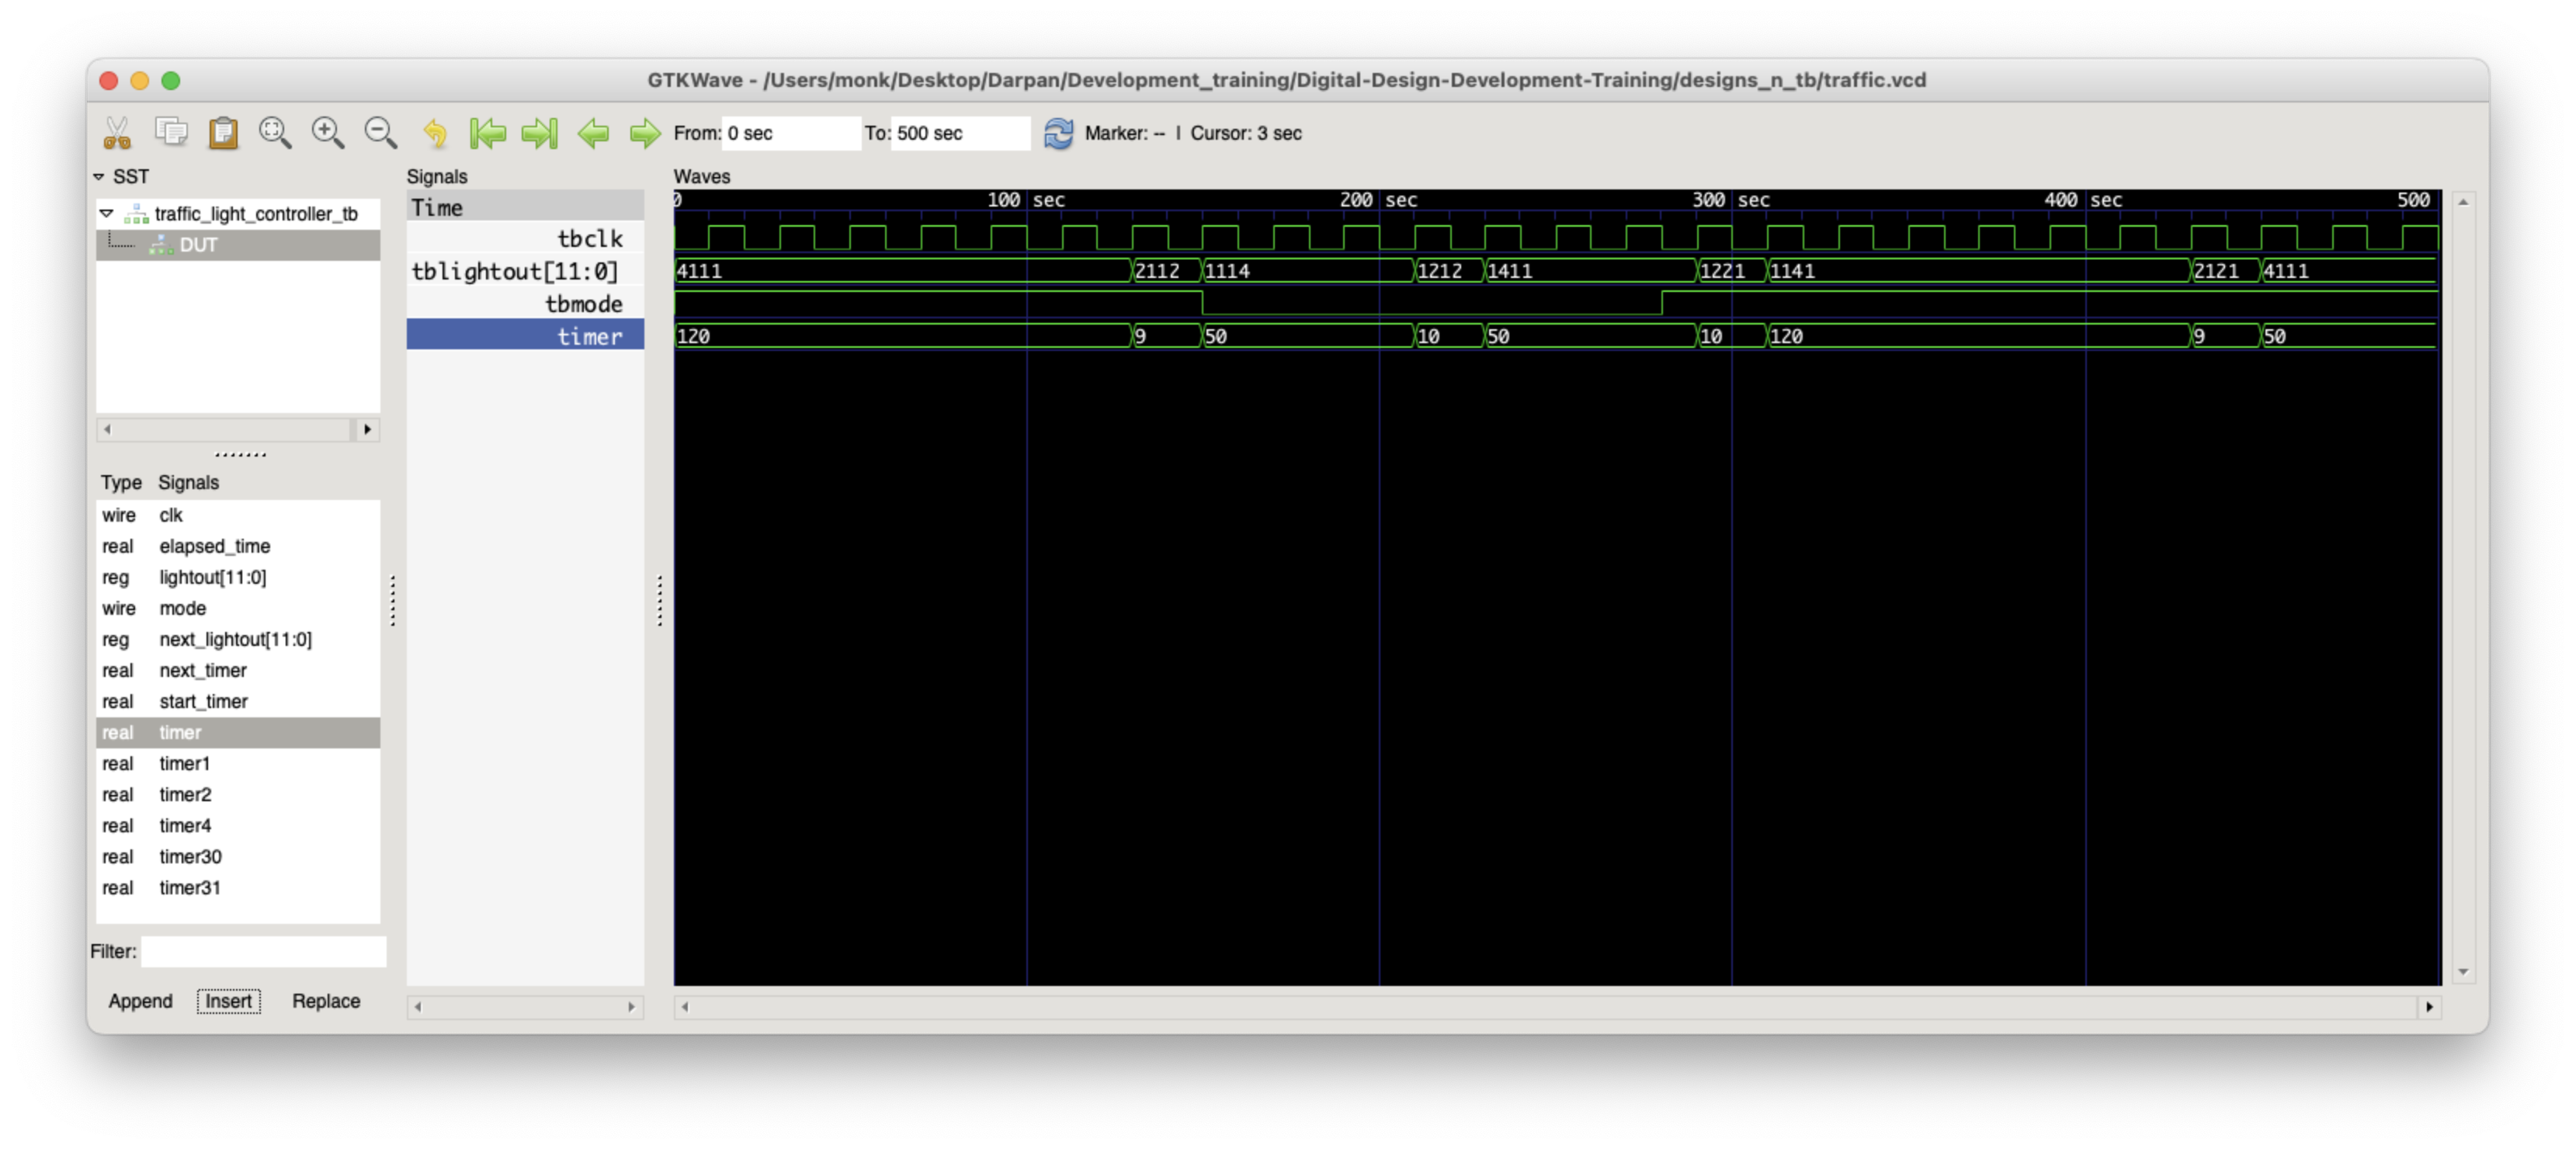 GTKWave - /Users/monk/Desktop/Darpan/Development_training/Digital-Design-Development-Training/designs_n_tb/traffic.vcd
From: 0 sec To: 500 sec Marker: -- | Cursor: 3 sec
SST
traffic_light_controller_tb
DUT
Type Signals
wire clk
real elapsed_time
reg lightout[11:0]
wire mode
reg next_lightout[11:0]
real next_timer
real start_timer
real timer
real timer1
real timer2
real timer4
real timer30
real timer31
Filter:
Append Insert Replace
Signals
Time
tbclk
tblightout[11:0]
tbmode
timer
Waves
0 100 sec 200 sec 300 sec 400 sec 500
4111 2112 1114 1212 1411 1221 1141 2121 4111
120 9 50 10 50 10 120 9 50